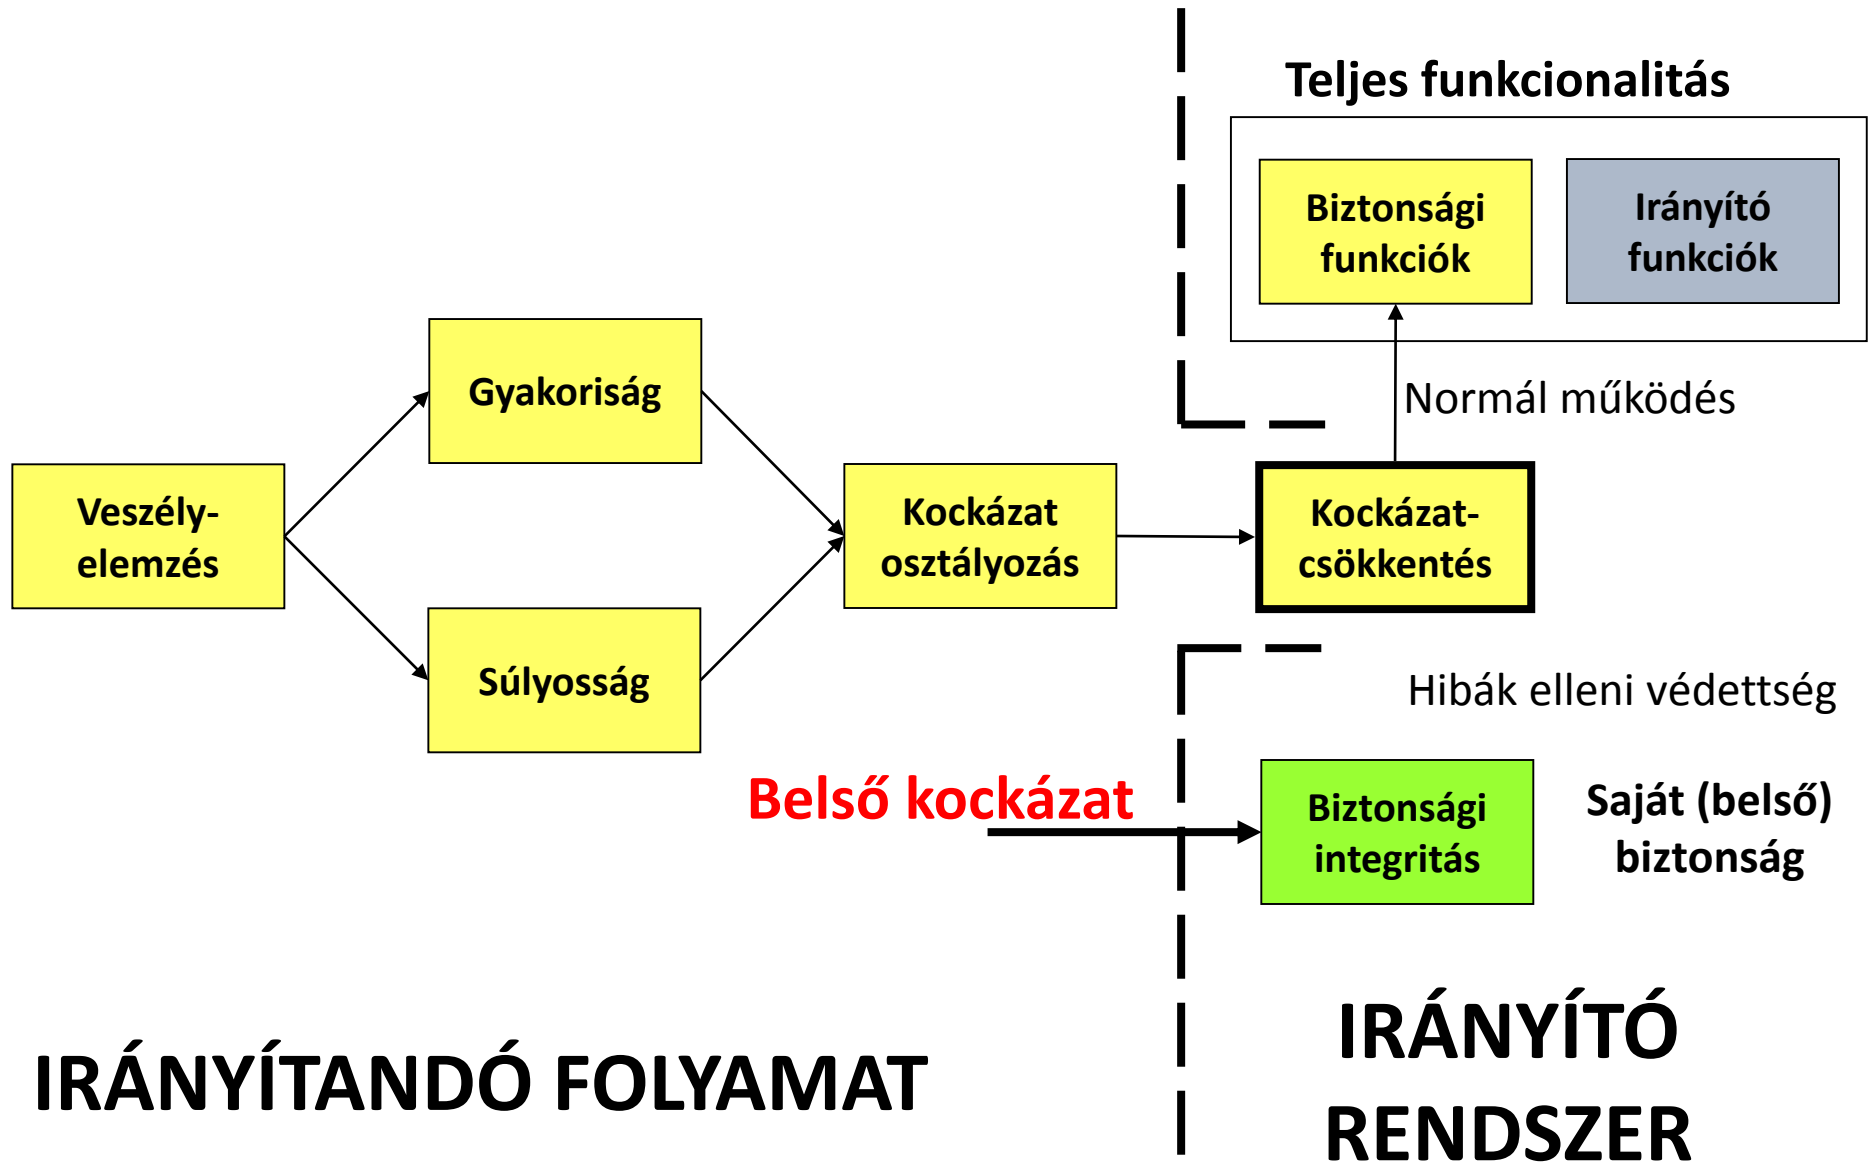 Teljes funkcionalitás
Biztonsági
funkciók
Irányító
funkciók
Normál működés
Gyakoriság
Veszély-
elemzés
Súlyosság
Kockázat
osztályozás
Kockázat-
csökkentés
Hibák elleni védettség
Belső kockázat
Biztonsági
integritás
Saját (belső)
biztonság
IRÁNYÍTANDÓ FOLYAMAT
IRÁNYÍTÓ
RENDSZER